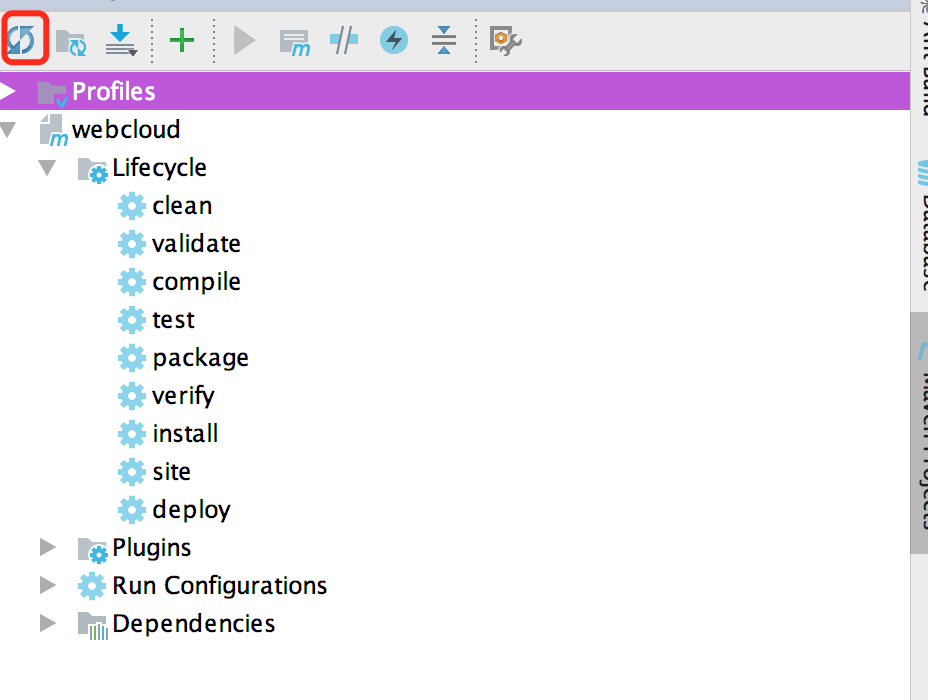 Profiles
webcloud
Lifecycle
clean
validate
compile
test
package
verify
install
site
deploy
Plugins
Run Configurations
Dependencies
Ant Build
Database
Maven Projects